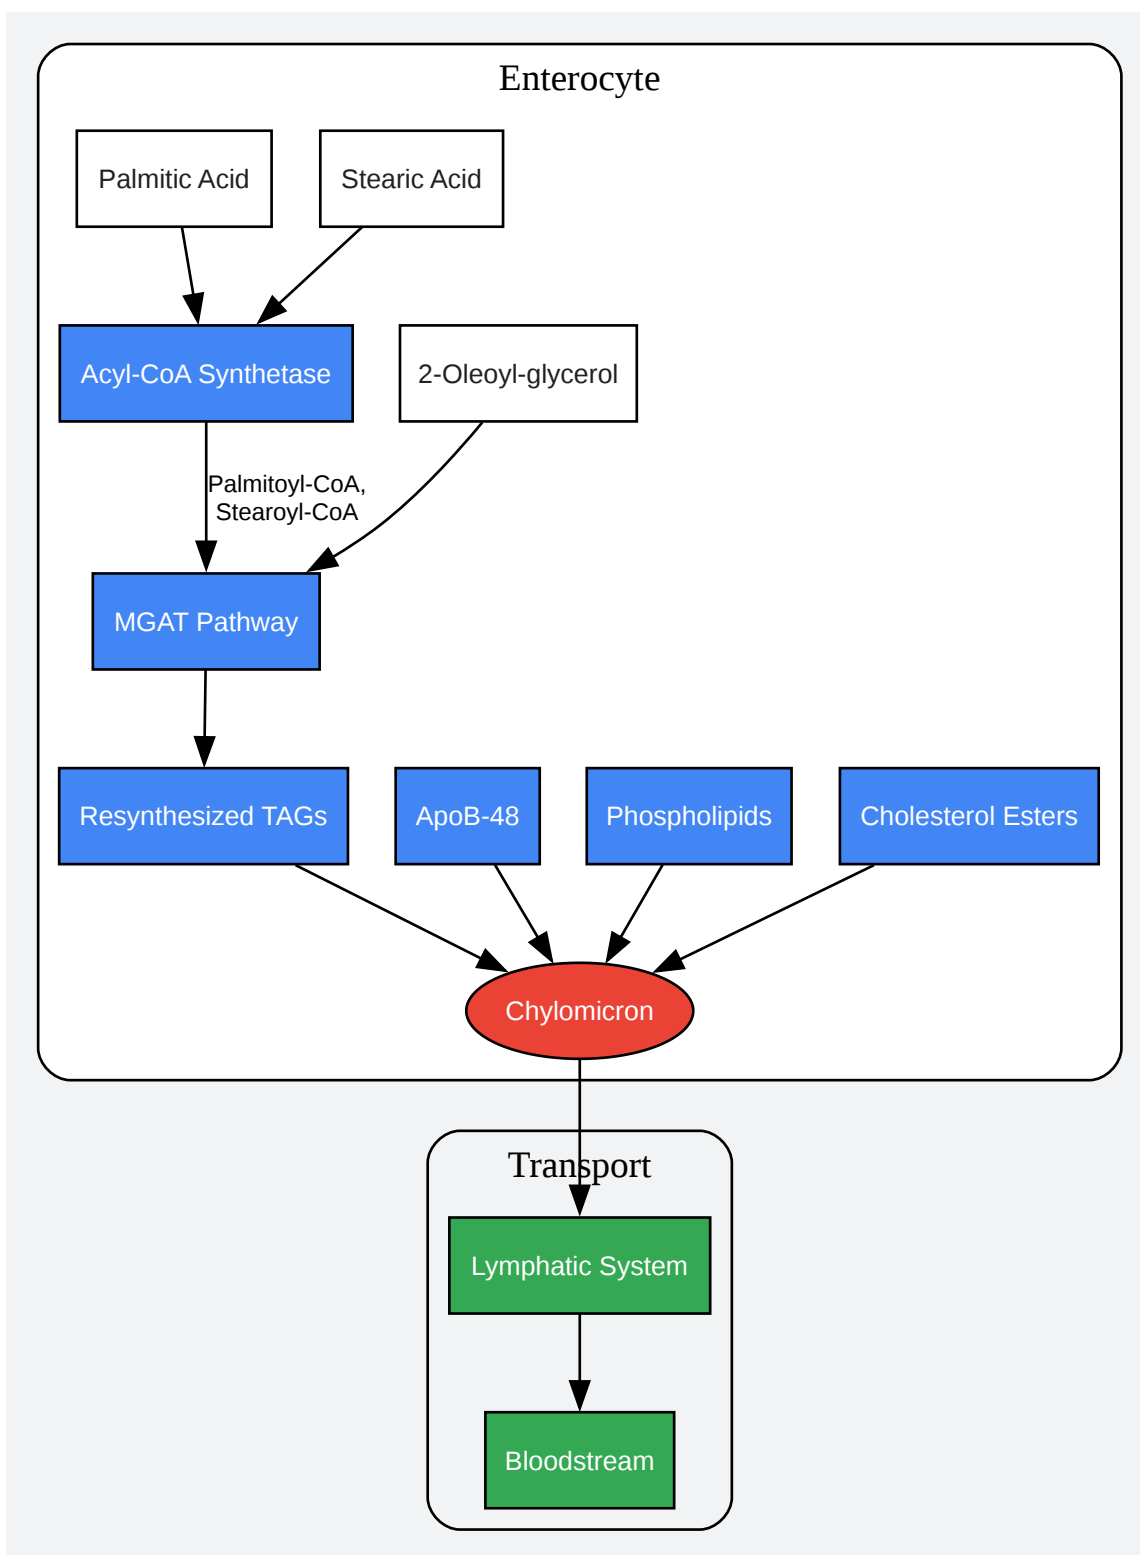 Enterocyte
Palmitic Acid
Stearic Acid
Acyl-CoA Synthetase
2-Oleoyl-glycerol
Palmitoyl-CoA,
Stearoyl-CoA
MGAT Pathway
Resynthesized TAGs
ApoB-48
Phospholipids
Cholesterol Esters
Chylomicron
Transport
Lymphatic System
Bloodstream